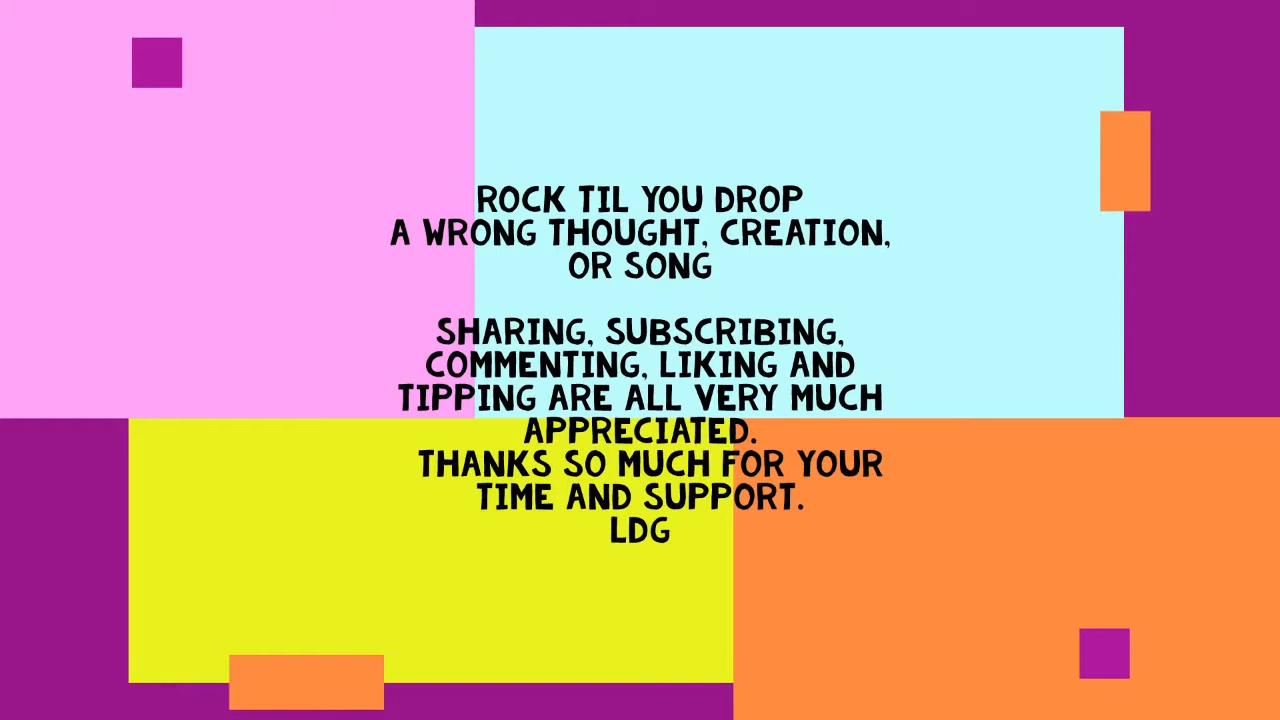 ROCK TIL YOU DROP
A WRONG THOUGHT, CREATION,
OR SONG
SHARING, SUBSCRIBING,
COMMENTING, LIKING AND
TIPPING ARE ALL VERY MUCH
APPRECIATED.
THANKS SO MUCH FOR YOUR
TIME AND SUPPORT.
LDG